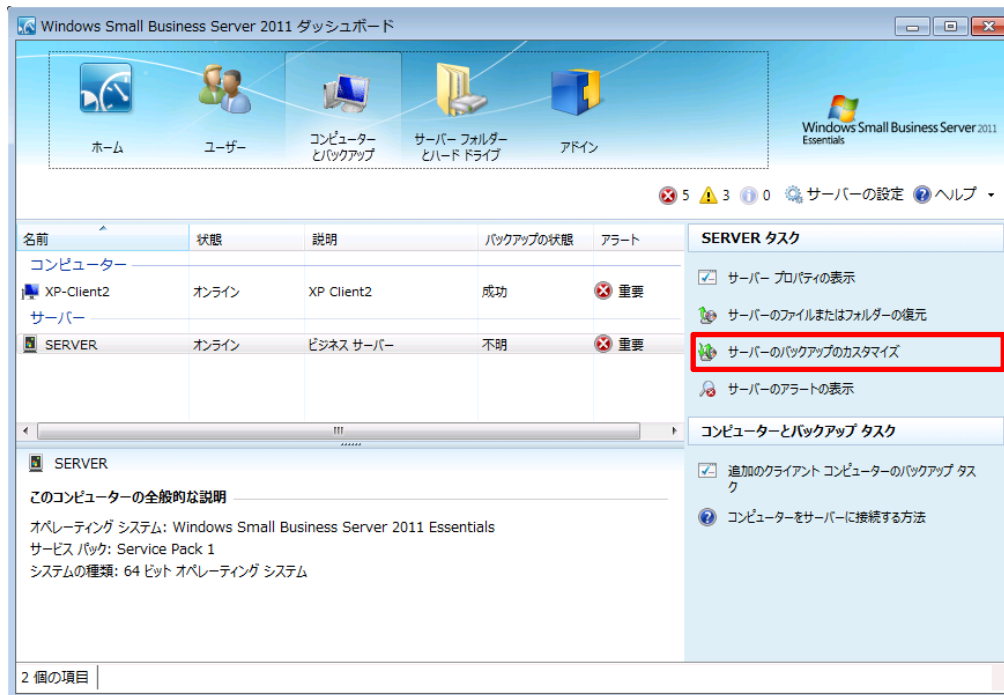 Windows Small Business Server 2011 ダッシュボード
ホーム
ユーザー
コンピューター
とバックアップ
サーバー フォルダー
とハード ドライブ
アドイン
Windows Small Business Server 2011
Essentials
5 3 0 サーバーの設定 ヘルプ
名前 状態 説明 バックアップの状態 アラート
コンピューター
XP-Client2 オンライン XP Client2 成功 重要
サーバー
SERVER オンライン ビジネス サーバー 不明 重要
SERVER タスク
サーバー プロパティの表示
サーバーのファイルまたはフォルダーの復元
サーバーのバックアップのカスタマイズ
サーバーのアラートの表示
コンピューターとバックアップ タスク
追加のクライアント コンピューターのバックアップ タス
ク
コンピューターをサーバーに接続する方法
SERVER
このコンピューターの全般的な説明
オペレーティング システム: Windows Small Business Server 2011 Essentials
サービス パック: Service Pack 1
システムの種類: 64 ビット オペレーティング システム
2 個の項目